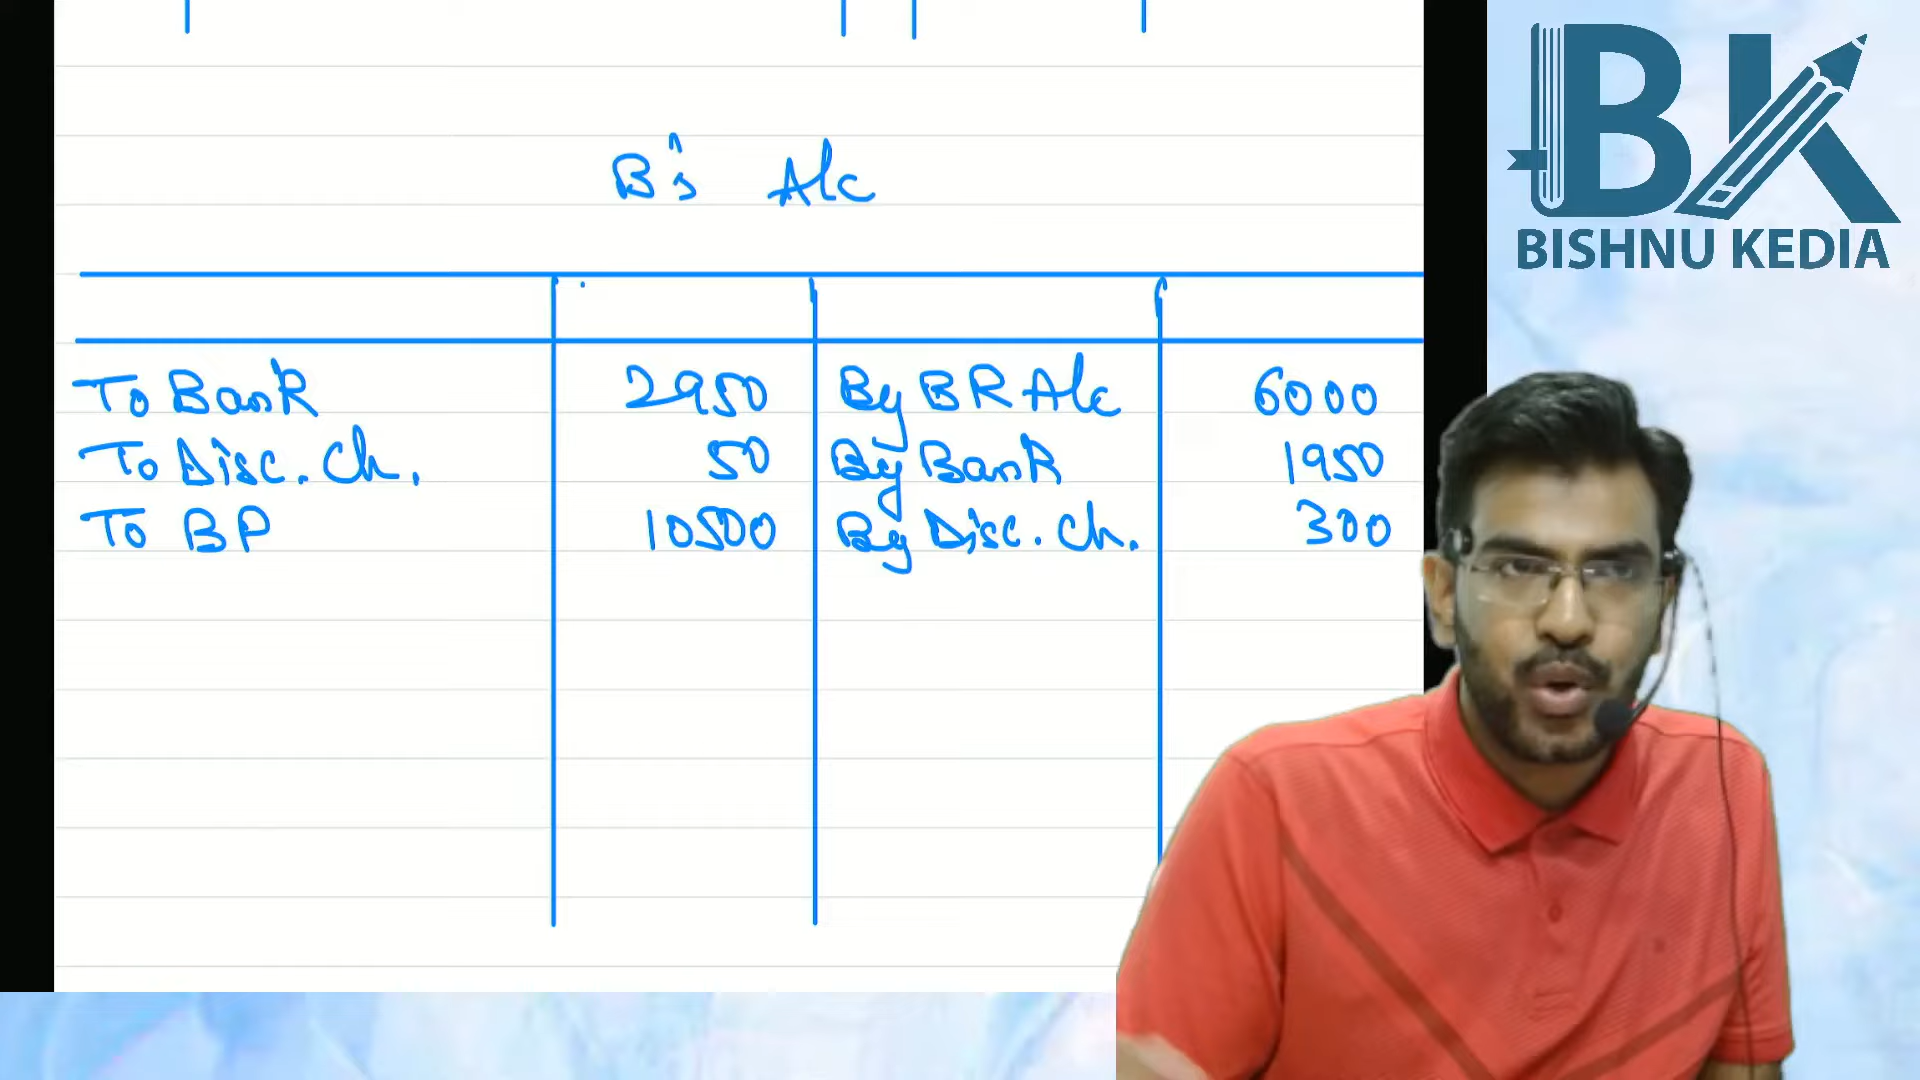 BK
BISHNU KEDIA
B's A/c
To Bank 2950 By BR A/c 6000
To Disc. Ch. 50 By Bank 1950
To BP 10500 By Disc. Ch. 300